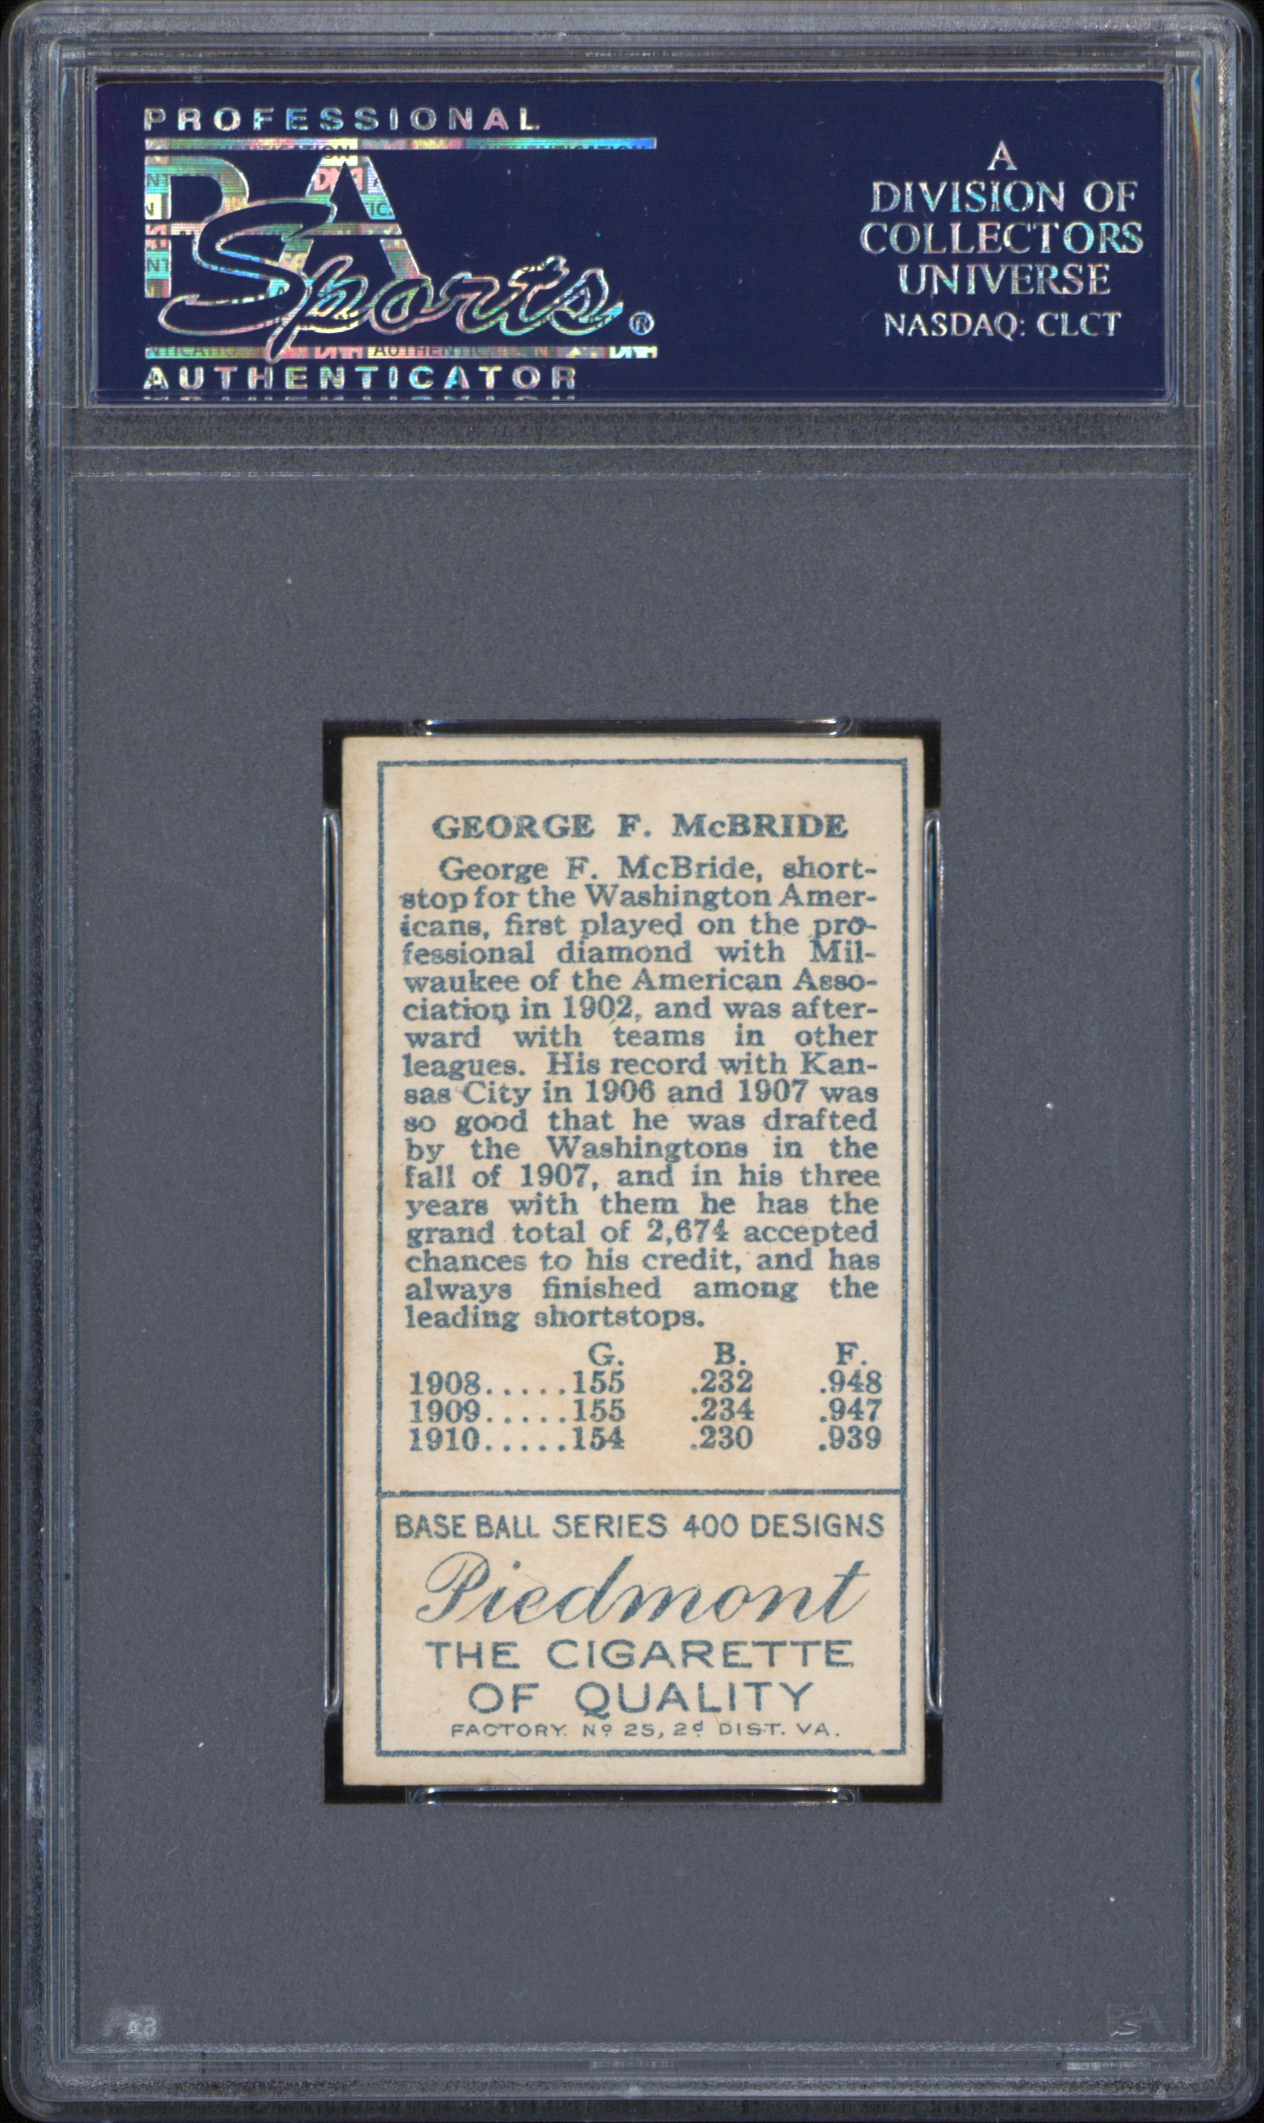 PROFESSIONAL
PSA
Sports®
AUTHENTICATOR
A
DIVISION OF
COLLECTORS
UNIVERSE
NASDAQ: CLCT
GEORGE F. McBRIDE
George F. McBride, short-
stop for the Washington Amer-
icans, first played on the pro-
fessional diamond with Mil-
waukee of the American Asso-
ciation in 1902, and was after-
ward with teams in other
leagues. His record with Kan-
sas City in 1906 and 1907 was
so good that he was drafted
by the Washingtons in the
fall of 1907, and in his three
years with them he has the
grand total of 2,674 accepted
chances to his credit, and has
always finished among the
leading shortstops.
G. B. F.
1908.....155 .232 .948
1909.....155 .234 .947
1910.....154 .230 .939
BASE BALL SERIES 400 DESIGNS
Piedmont
THE CIGARETTE
OF QUALITY
FACTORY Nº 25, 2d DIST. VA.
PSA